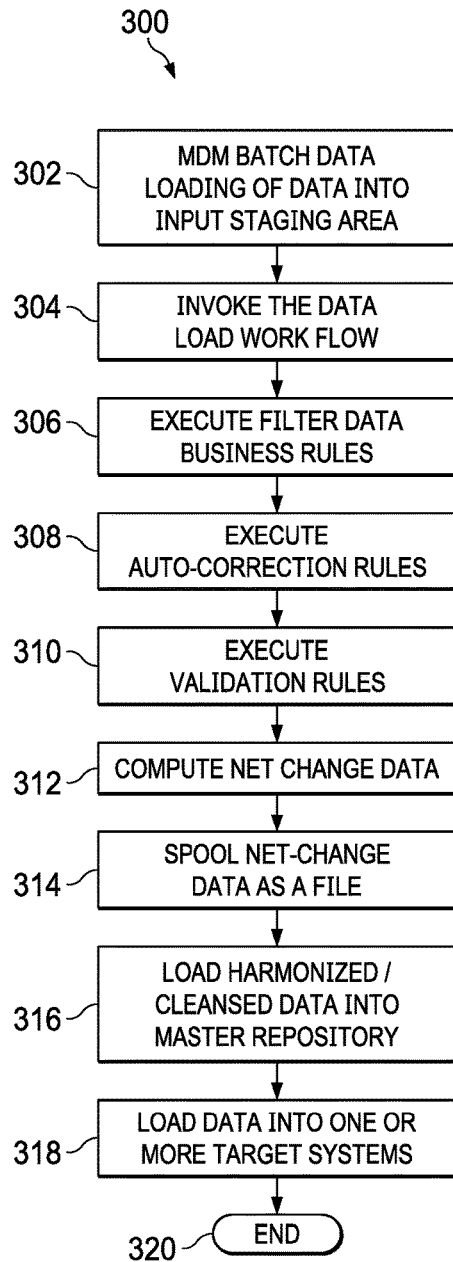 300
302
MDM BATCH DATA
LOADING OF DATA INTO
INPUT STAGING AREA
304
INVOKE THE DATA
LOAD WORK FLOW
306
EXECUTE FILTER DATA
BUSINESS RULES
308
EXECUTE
AUTO-CORRECTION RULES
310
EXECUTE
VALIDATION RULES
312
COMPUTE NET CHANGE DATA
314
SPOOL NET-CHANGE
DATA AS A FILE
316
LOAD HARMONIZED /
CLEANSED DATA INTO
MASTER REPOSITORY
318
LOAD DATA INTO ONE OR
MORE TARGET SYSTEMS
320
END